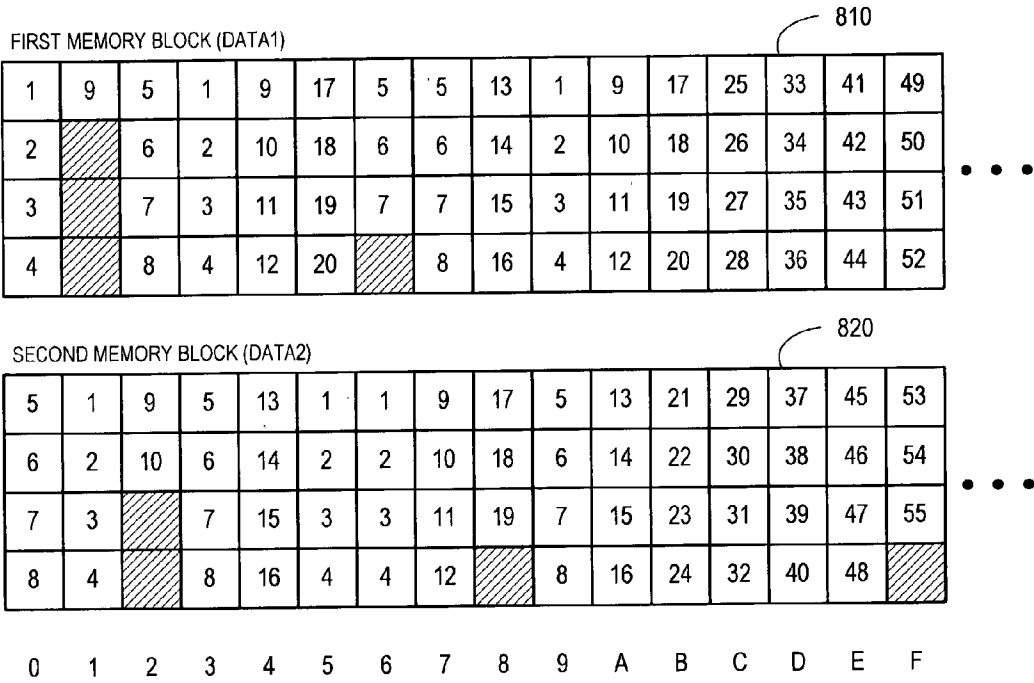 810
FIRST MEMORY BLOCK (DATA1)
1 9 5 1 9 17 5 5 13 1 9 17 25 33 41 49
2 6 2 10 18 6 6 14 2 10 18 26 34 42 50
3 7 3 11 19 7 7 15 3 11 19 27 35 43 51
4 8 4 12 20 8 16 4 12 20 28 36 44 52
820
SECOND MEMORY BLOCK (DATA2)
5 1 9 5 13 1 1 9 17 5 13 21 29 37 45 53
6 2 10 6 14 2 2 10 18 6 14 22 30 38 46 54
7 3 7 15 3 3 11 19 7 15 23 31 39 47 55
8 4 8 16 4 4 12 8 16 24 32 40 48
0 1 2 3 4 5 6 7 8 9 A B C D E F